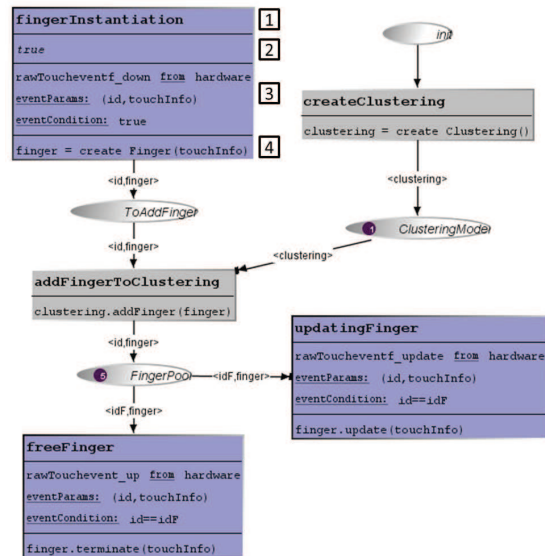 fingerInstantiation
1
true
2
rawToucheventf_down from hardware
eventParams: (id,touchInfo)
3
eventCondition: true
finger = create Finger(touchInfo)
4
init
createClustering
clustering = create Clustering()
<id,finger>
<clustering>
ToAddFinger
1
ClusteringModel
<id,finger>
<clustering>
addFingerToClustering
clustering.addFinger(finger)
<id,finger>
5
FingerPool
<idF,finger>
updatingFinger
rawToucheventf_update from hardware
eventParams: (id,touchInfo)
eventCondition: id==idF
finger.update(touchInfo)
<idF,finger>
freeFinger
rawTouchevent_up from hardware
eventParams: (id,touchInfo)
eventCondition: id==idF
finger.terminate(touchInfo)